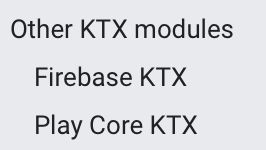 Other KTX modules
Firebase KTX
Play Core KTX